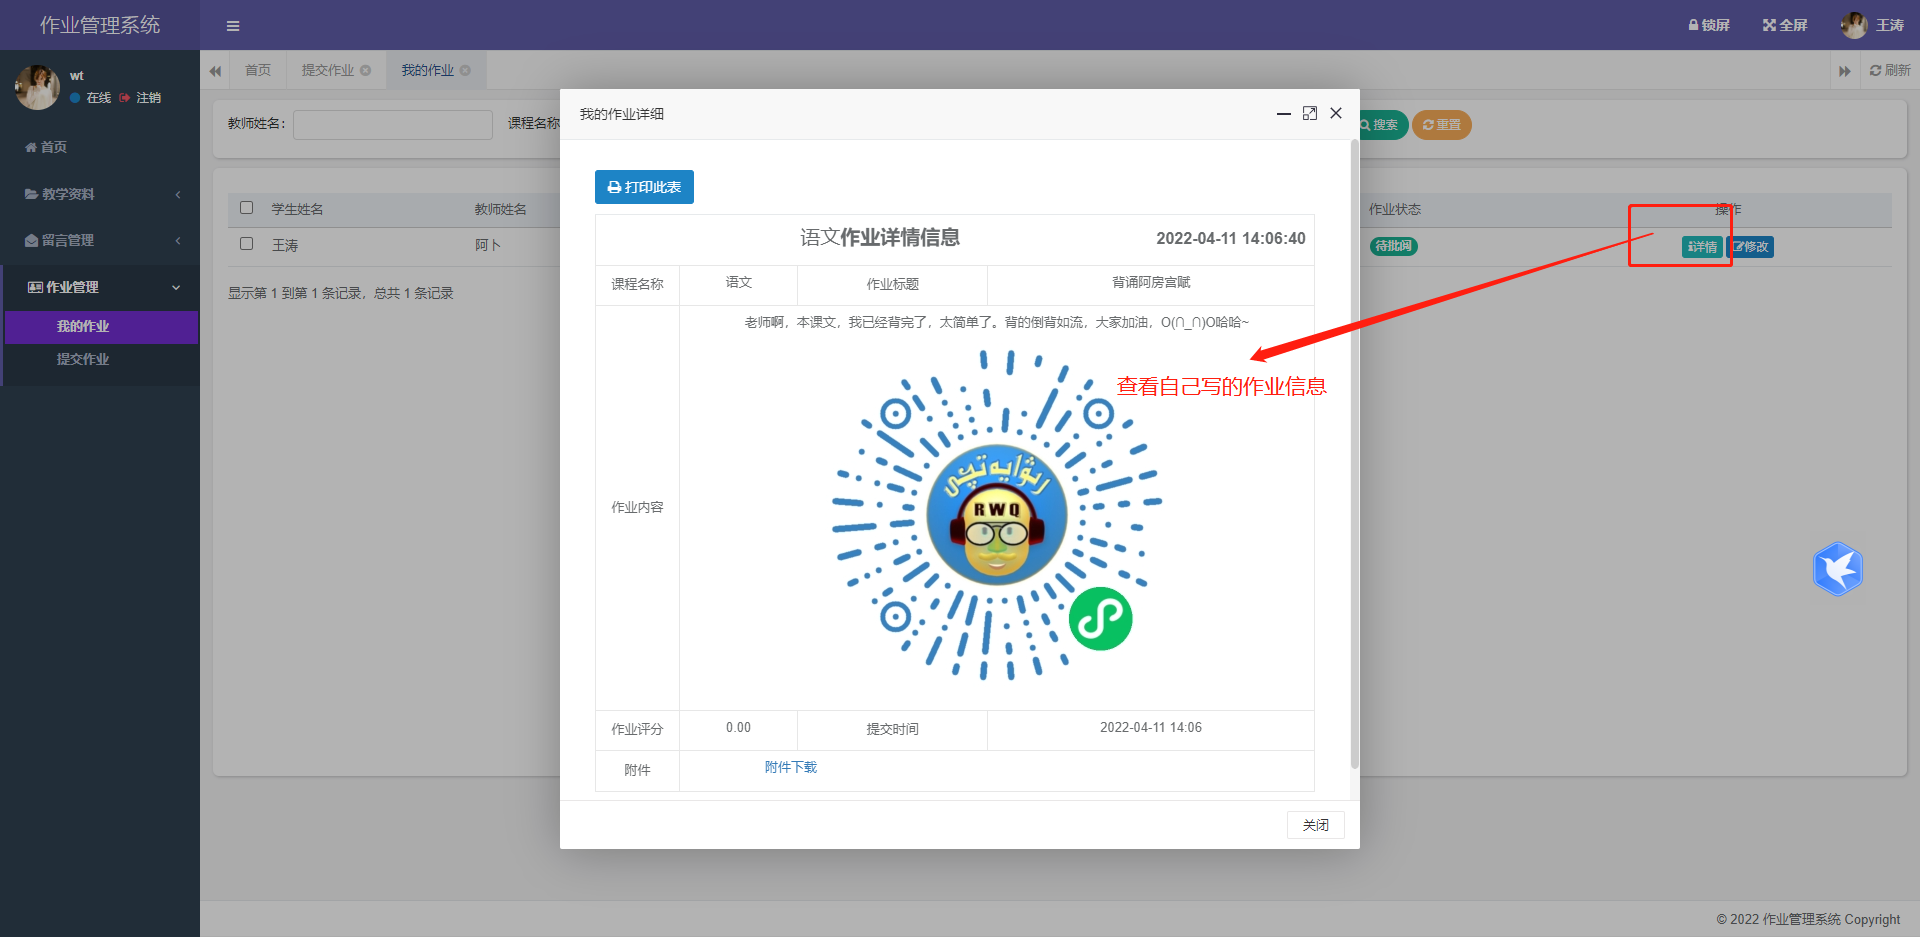 作业管理系统
锁屏
全屏
王涛
wt
在线 注销
首页
教学资料
留言管理
作业管理
我的作业
提交作业
首页
提交作业
我的作业
刷新
教师姓名：
课程名称
搜索
重置
学生姓名
教师姓名
作业状态
操作
王涛
阿卜
待批阅
详情
修改
显示第 1 到第 1 条记录，总共 1 条记录
我的作业详细
打印此表
语文作业详情信息
2022-04-11 14:06:40
课程名称
语文
作业标题
背诵阿房宫赋
作业内容
老师啊，本课文，我已经背完了，太简单了。背的倒背如流，大家加油，O(∩_∩)O哈哈~
查看自己写的作业信息
RWQ
作业评分
0.00
提交时间
2022-04-11 14:06
附件
附件下载
关闭
© 2022 作业管理系统 Copyright